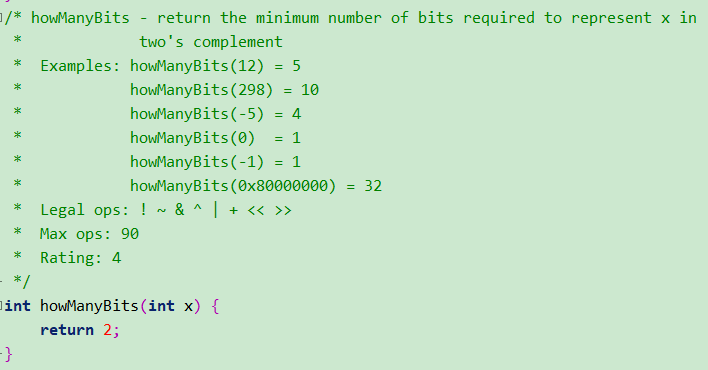 /* howManyBits - return the minimum number of bits required to represent x in
 *             two's complement
 *  Examples: howManyBits(12) = 5
 *            howManyBits(298) = 10
 *            howManyBits(-5) = 4
 *            howManyBits(0)  = 1
 *            howManyBits(-1) = 1
 *            howManyBits(0x80000000) = 32
 *  Legal ops: ! ~ & ^ | + << >>
 *  Max ops: 90
 *  Rating: 4
 */
int howManyBits(int x) {
    return 2;
}